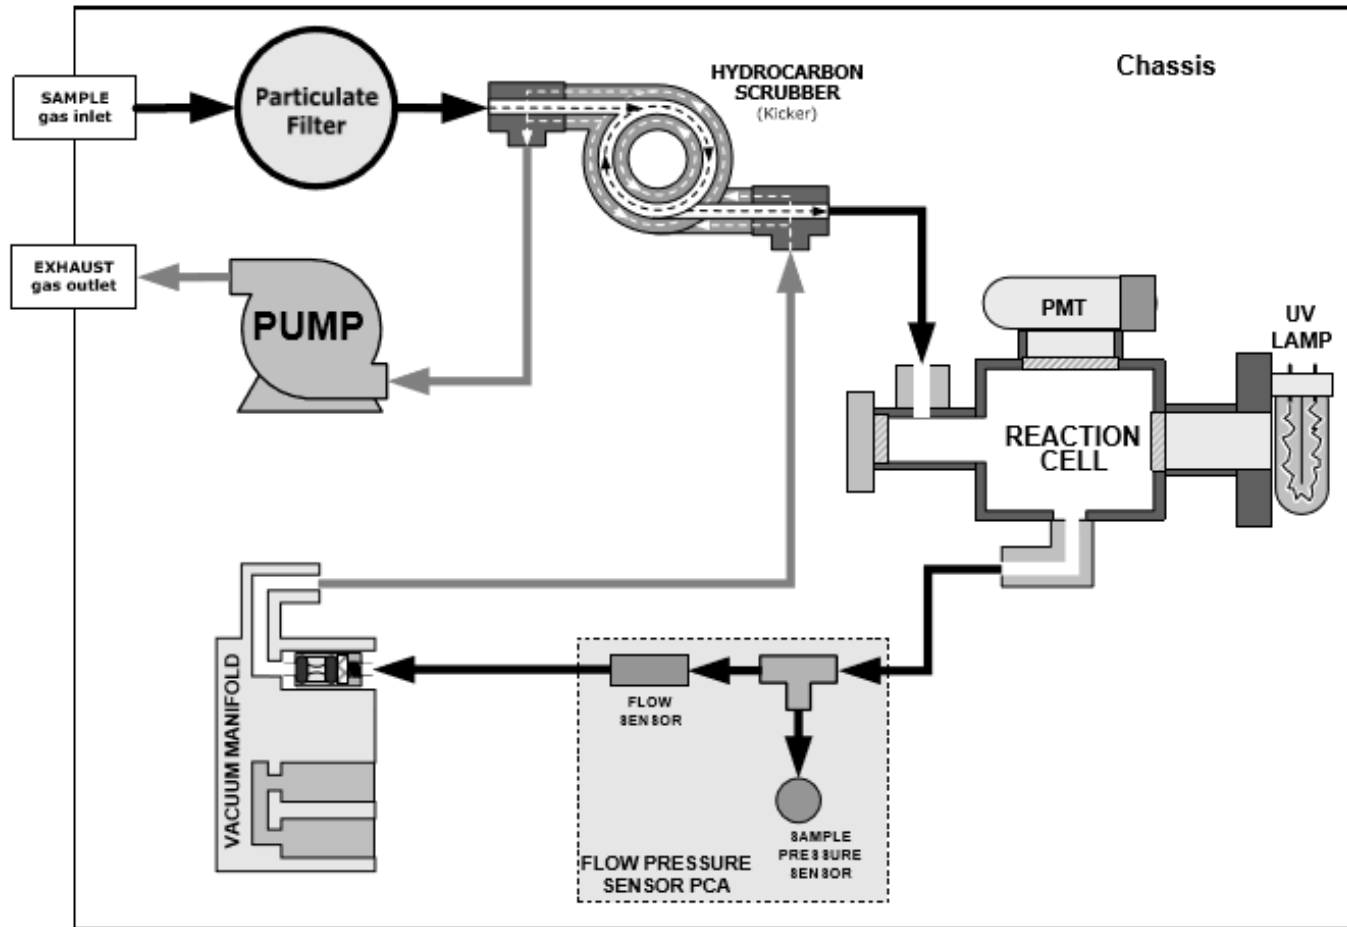 Chassis
HYDROCARBON
SCRUBBER
(Kicker)
SAMPLE
gas inlet
Particulate
Filter
EXHAUST
gas outlet
PUMP
PMT
UV
LAMP
REACTION
CELL
VACUUM MANIFOLD
FLOW
SENSOR
SAMPLE
PRESSURE
SENSOR
FLOW PRESSURE
SENSOR PCA